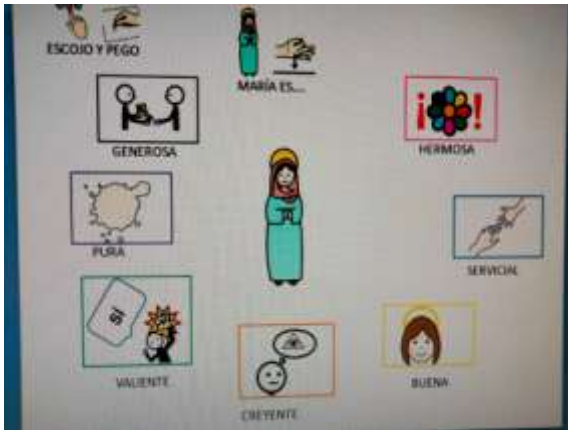 ESCOJO Y PEGO
MARÍA ES....
GENEROSA
HERMOSA
PURA
SERVICIAL
SÍ
VALIENTE
BUENA
CREYENTE